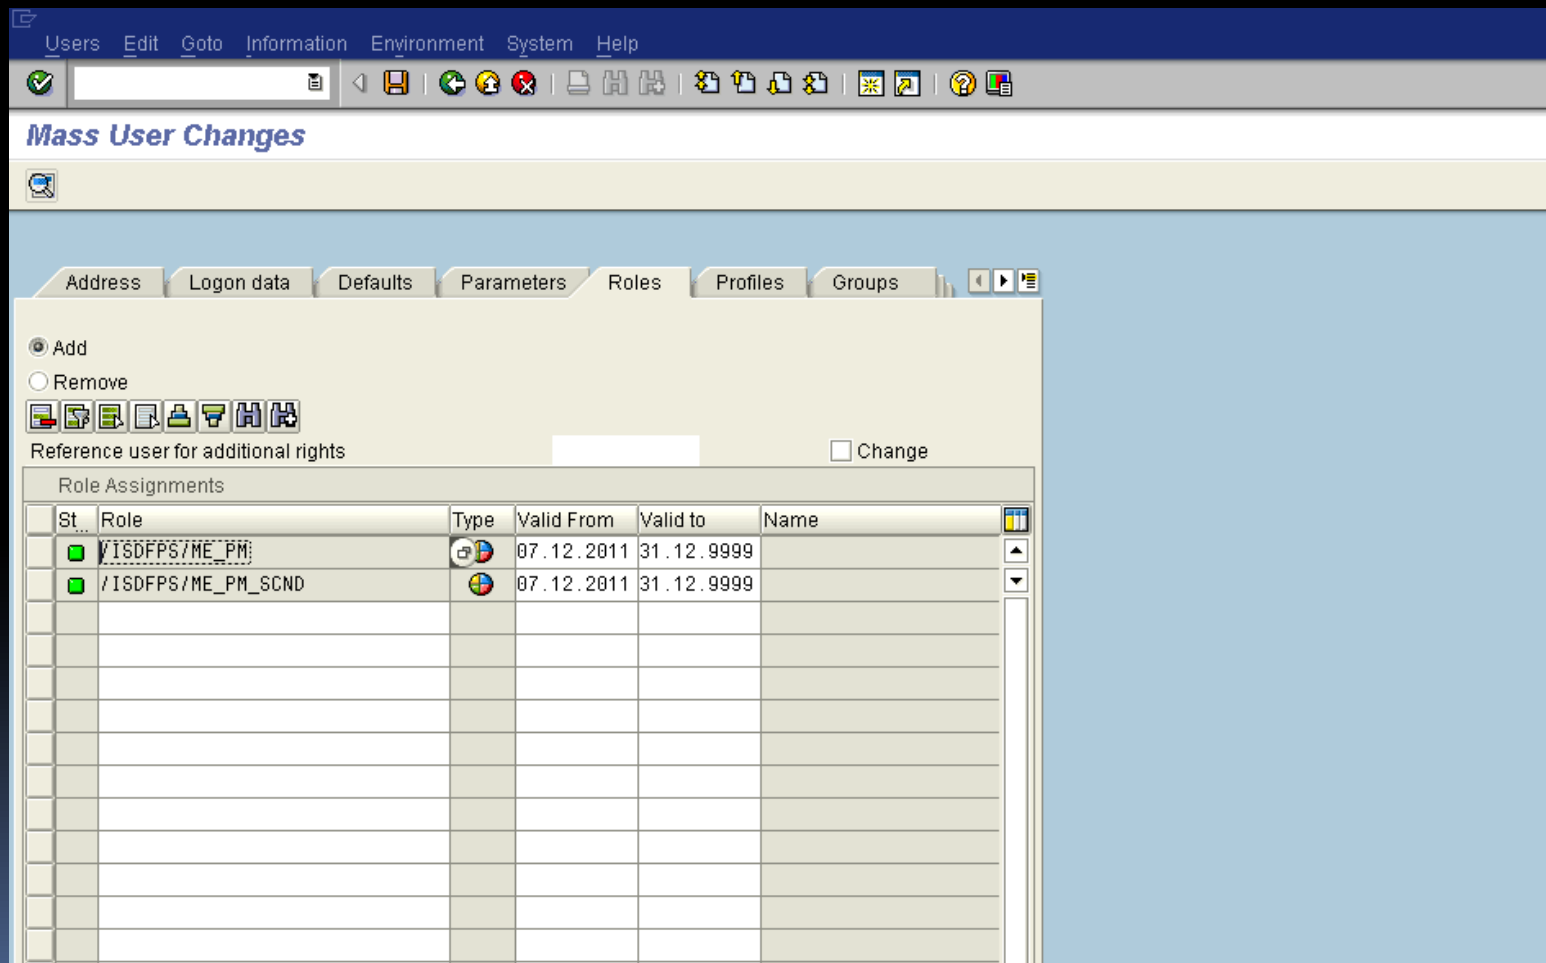 Users Edit Goto Information Environment System Help
Mass User Changes
Address Logon data Defaults Parameters Roles Profiles Groups
Add
Remove
Reference user for additional rights Change
Role Assignments
St... Role Type Valid From Valid to Name
/ISDFPS/ME_PM 07.12.2011 31.12.9999
/ISDFPS/ME_PM_SCND 07.12.2011 31.12.9999